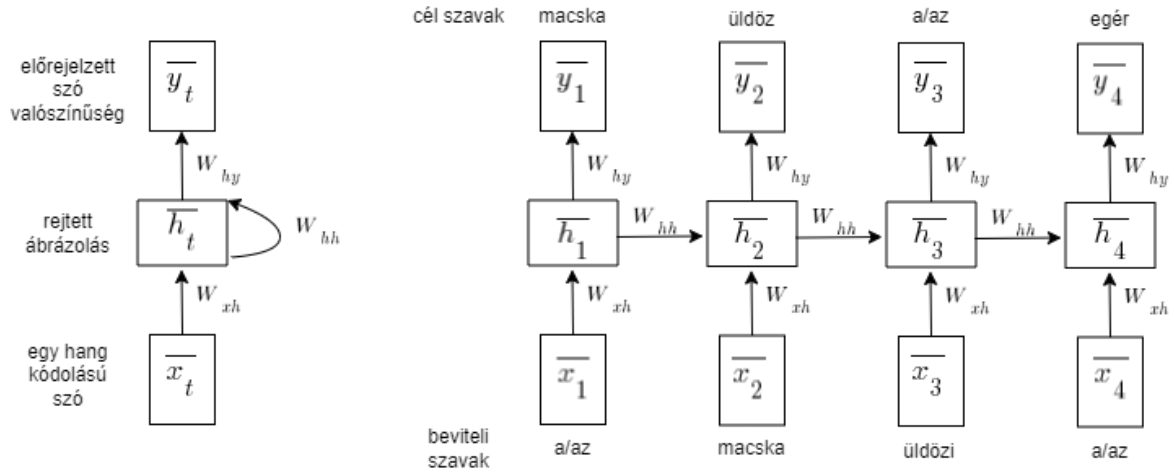 cél szavak macska üldöz a/az egér
előrejelzett
szó
valószínűség
y_t y_1 y_2 y_3 y_4
W_hy W_hy W_hy W_hy W_hy
rejtett
ábrázolás
h_t W_hh h_1 W_hh h_2 W_hh h_3 W_hh h_4
W_xh W_xh W_xh W_xh W_xh
egy hang
kódolású
szó
x_t x_1 x_2 x_3 x_4
beviteli
szavak
a/az macska üldözi a/az